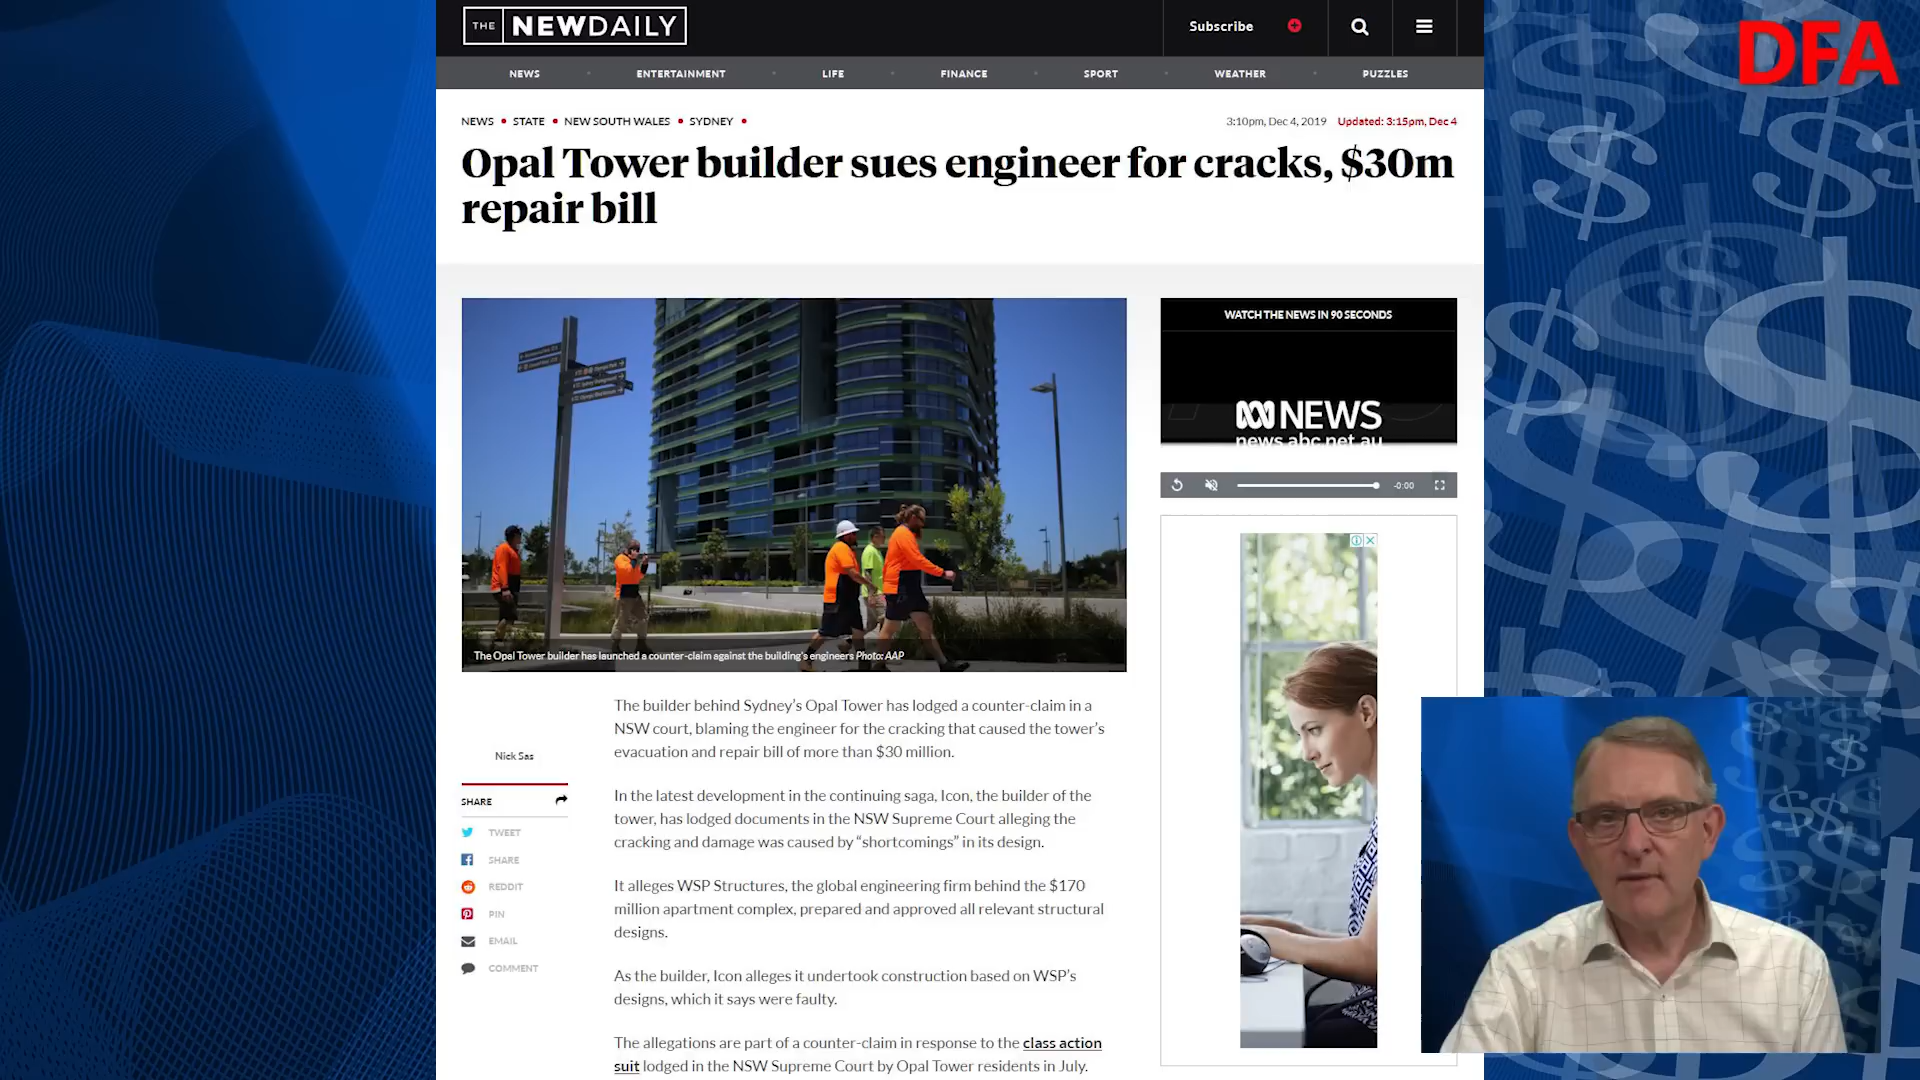 THE NEWDAILY
Subscribe
DFA
NEWS
ENTERTAINMENT
LIFE
FINANCE
SPORT
WEATHER
PUZZLES
NEWS • STATE • NEW SOUTH WALES • SYDNEY •
3:10pm, Dec 4, 2019 Updated: 3:15pm, Dec 4
Opal Tower builder sues engineer for cracks, $30m
repair bill
WATCH THE NEWS IN 90 SECONDS
NEWS
news.abc.net.au
-0:00
The Opal Tower builder has launched a counter-claim against the building's engineers Photo: AAP
Nick Sas
SHARE
TWEET
SHARE
REDDIT
PIN
EMAIL
COMMENT
The builder behind Sydney’s Opal Tower has lodged a counter-claim in a
NSW court, blaming the engineer for the cracking that caused the tower’s
evacuation and repair bill of more than $30 million.
In the latest development in the continuing saga, Icon, the builder of the
tower, has lodged documents in the NSW Supreme Court alleging the
cracking and damage was caused by “shortcomings” in its design.
It alleges WSP Structures, the global engineering firm behind the $170
million apartment complex, prepared and approved all relevant structural
designs.
As the builder, Icon alleges it undertook construction based on WSP’s
designs, which it says were faulty.
The allegations are part of a counter-claim in response to the class action
suit lodged in the NSW Supreme Court by Opal Tower residents in July.